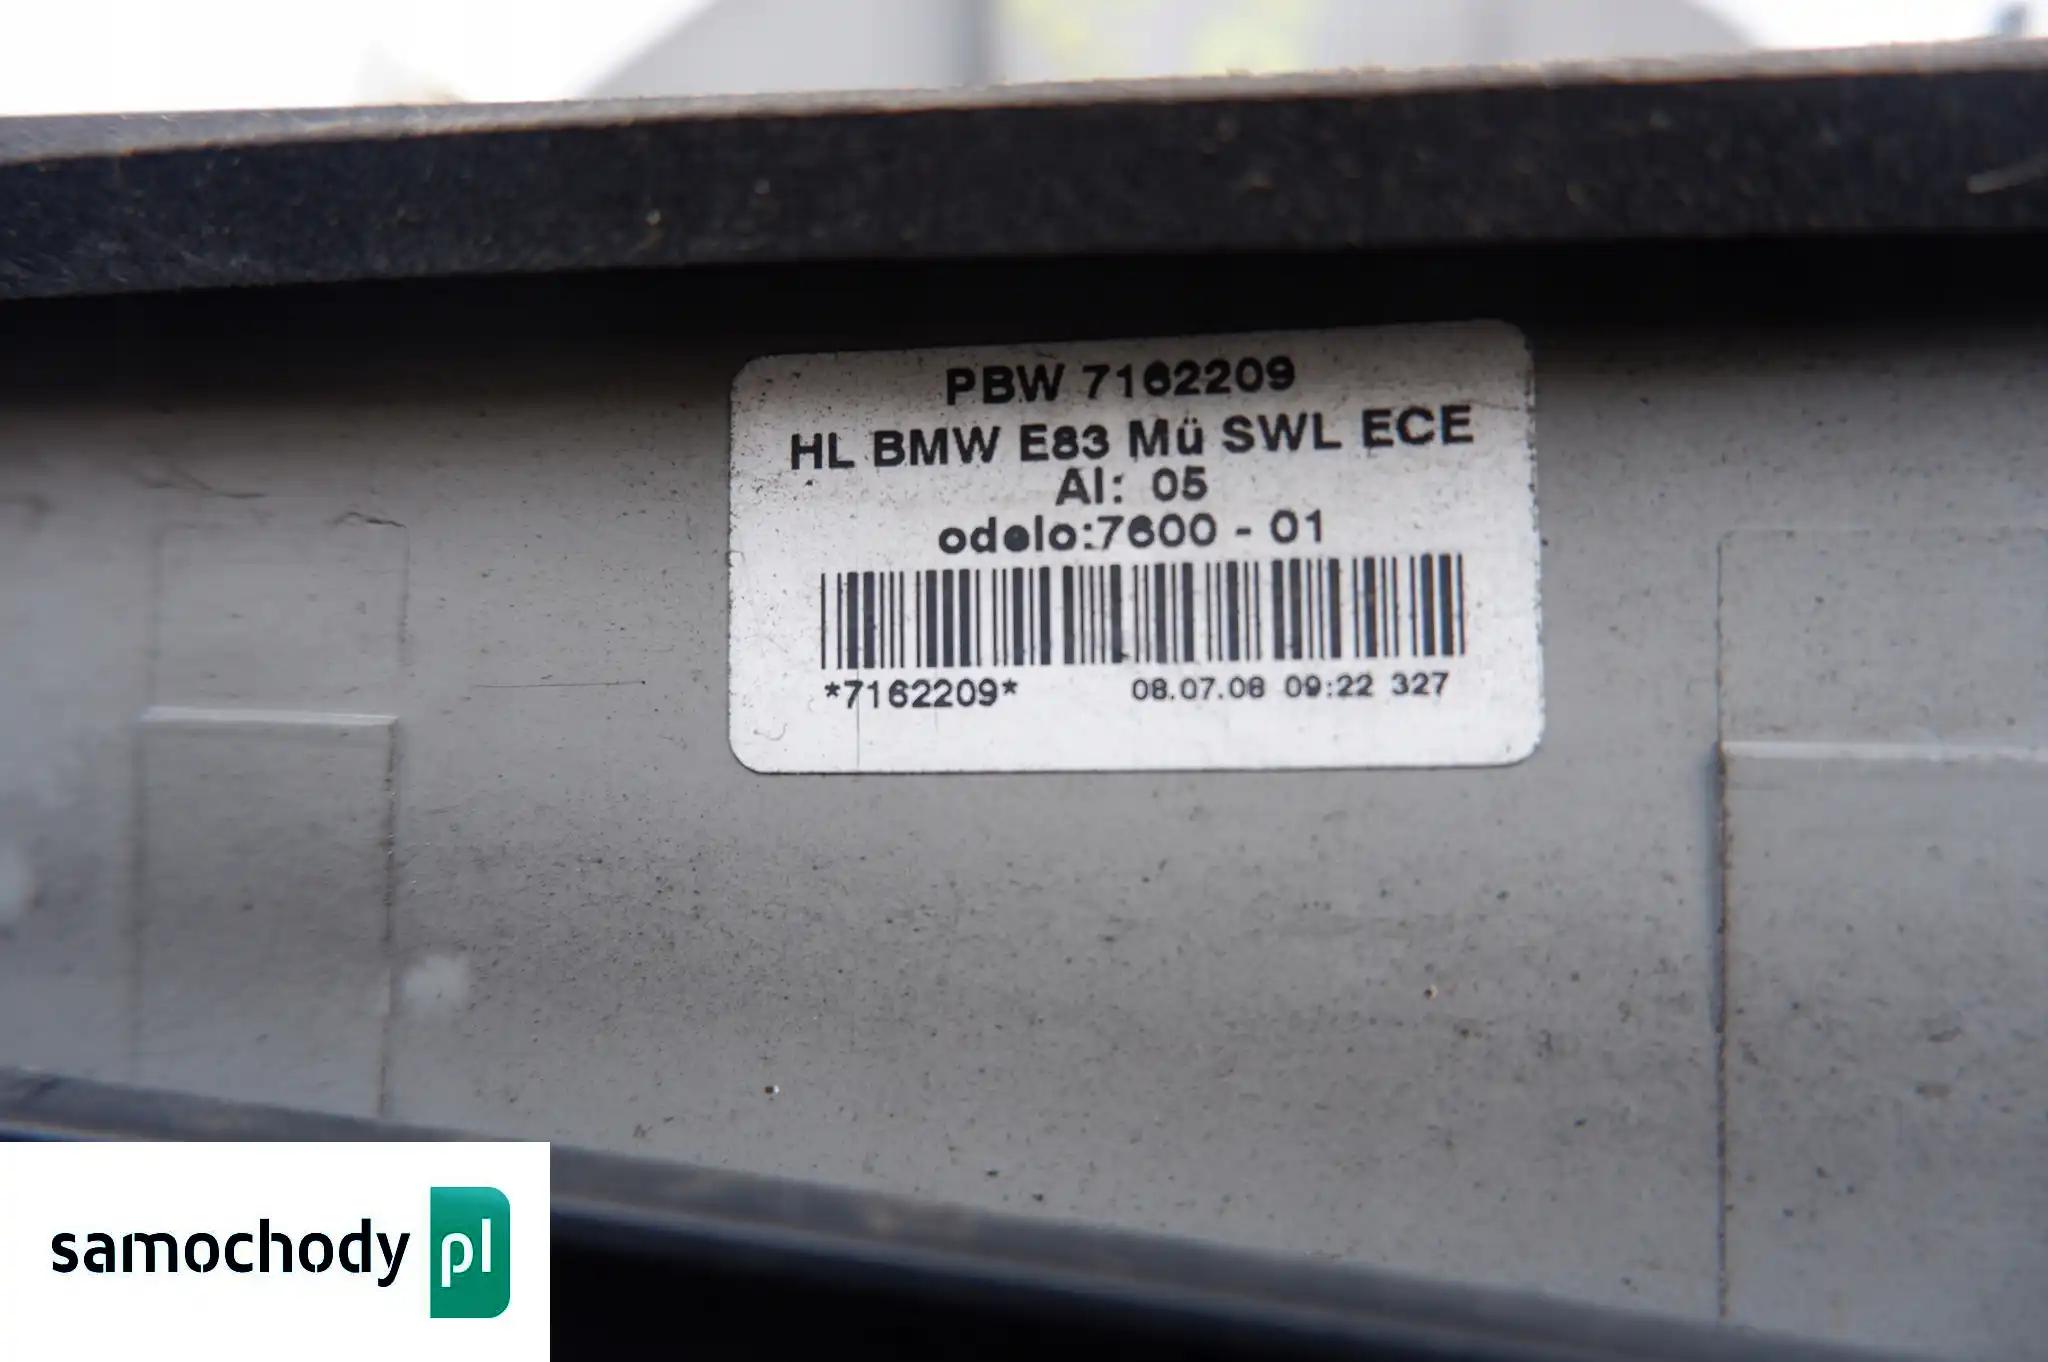 PBW 7162209
HL BMW E83 Mü SWL ECE
AI: 05
odelo:7600 - 01
*7162209* 08.07.08 09:22 327
samochody pl